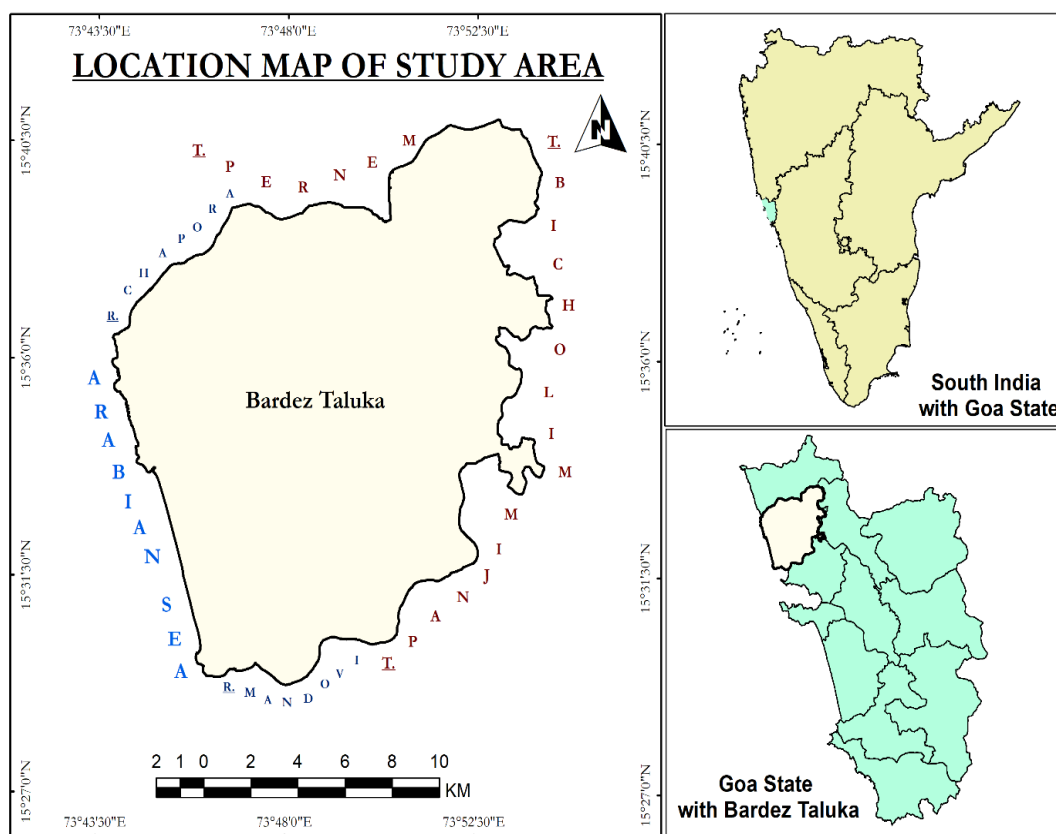 73°43'30"E 73°48'0"E 73°52'30"E
LOCATION MAP OF STUDY AREA
N
15°40'30"N
15°36'0"N
15°31'30"N
15°27'0"N
T. PERNEM
T. BICHOLIM
R. CHAPORA
ARABIAN SEA
Bardez Taluka
T. PANJIM
R. MANDOVI
2 1 0 2 4 6 8 10
KM
73°43'30"E 73°48'0"E 73°52'30"E
15°40'30"N
15°36'0"N
15°31'30"N
15°27'0"N
South India
with Goa State
Goa State
with Bardez Taluka